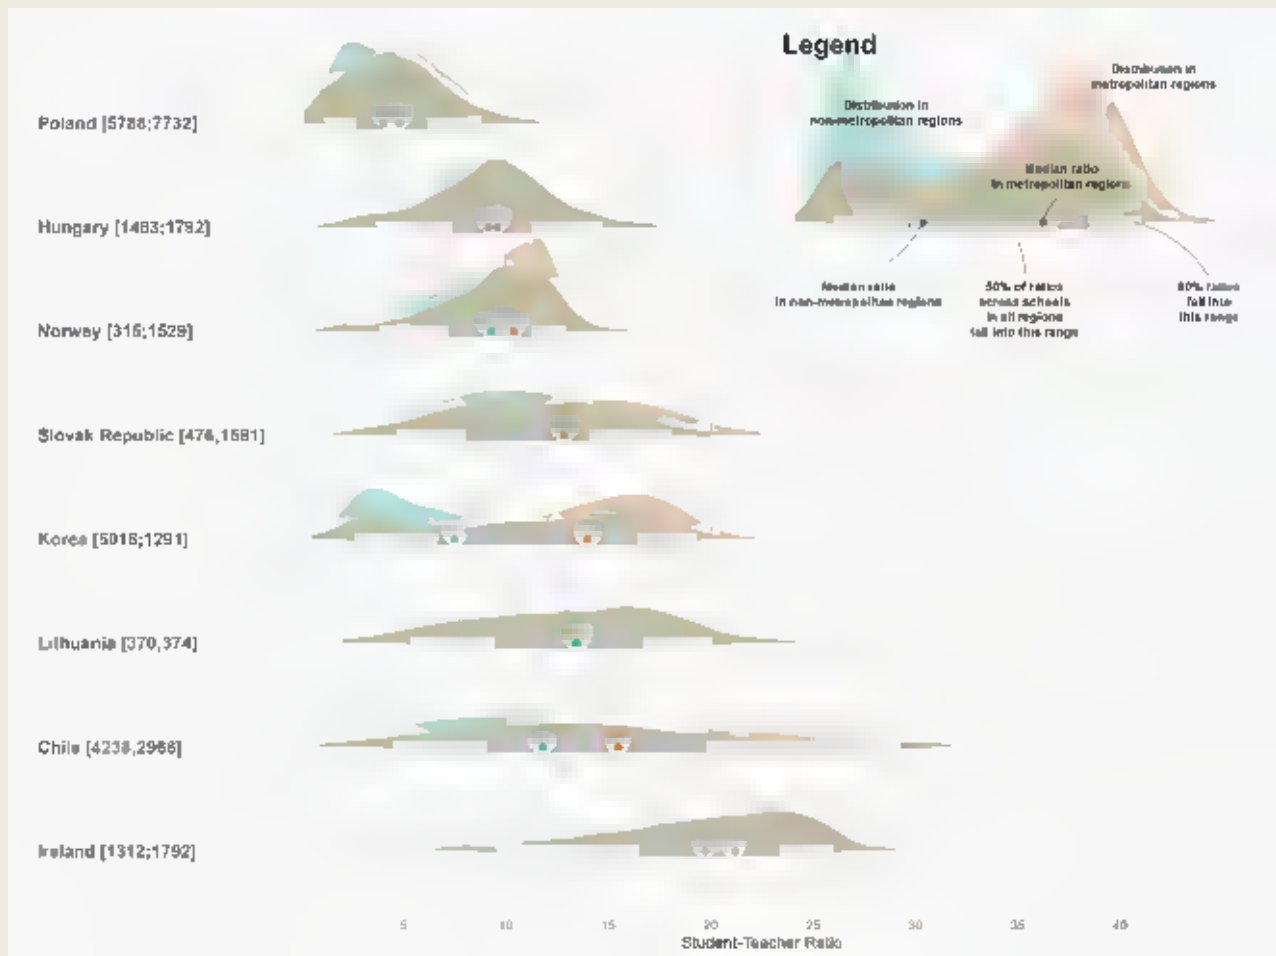 Legend
Distribution in
metropolitan regions
Distribution in
non-metropolitan regions
Median ratio
in metropolitan regions
Median ratio
in non-metropolitan regions
50% of ratios
across schools
in all regions
fall into this range
80% ratios
fall into
this range
Poland [5788;7732]
Hungary [1483;1792]
Norway [315;1529]
Slovak Republic [476,1581]
Korea [5016;1291]
Lithuania [370,374]
Chile [4238,2966]
Ireland [1312;1792]
5 10 15 20 25 30 35 40
Student-Teacher Ratio